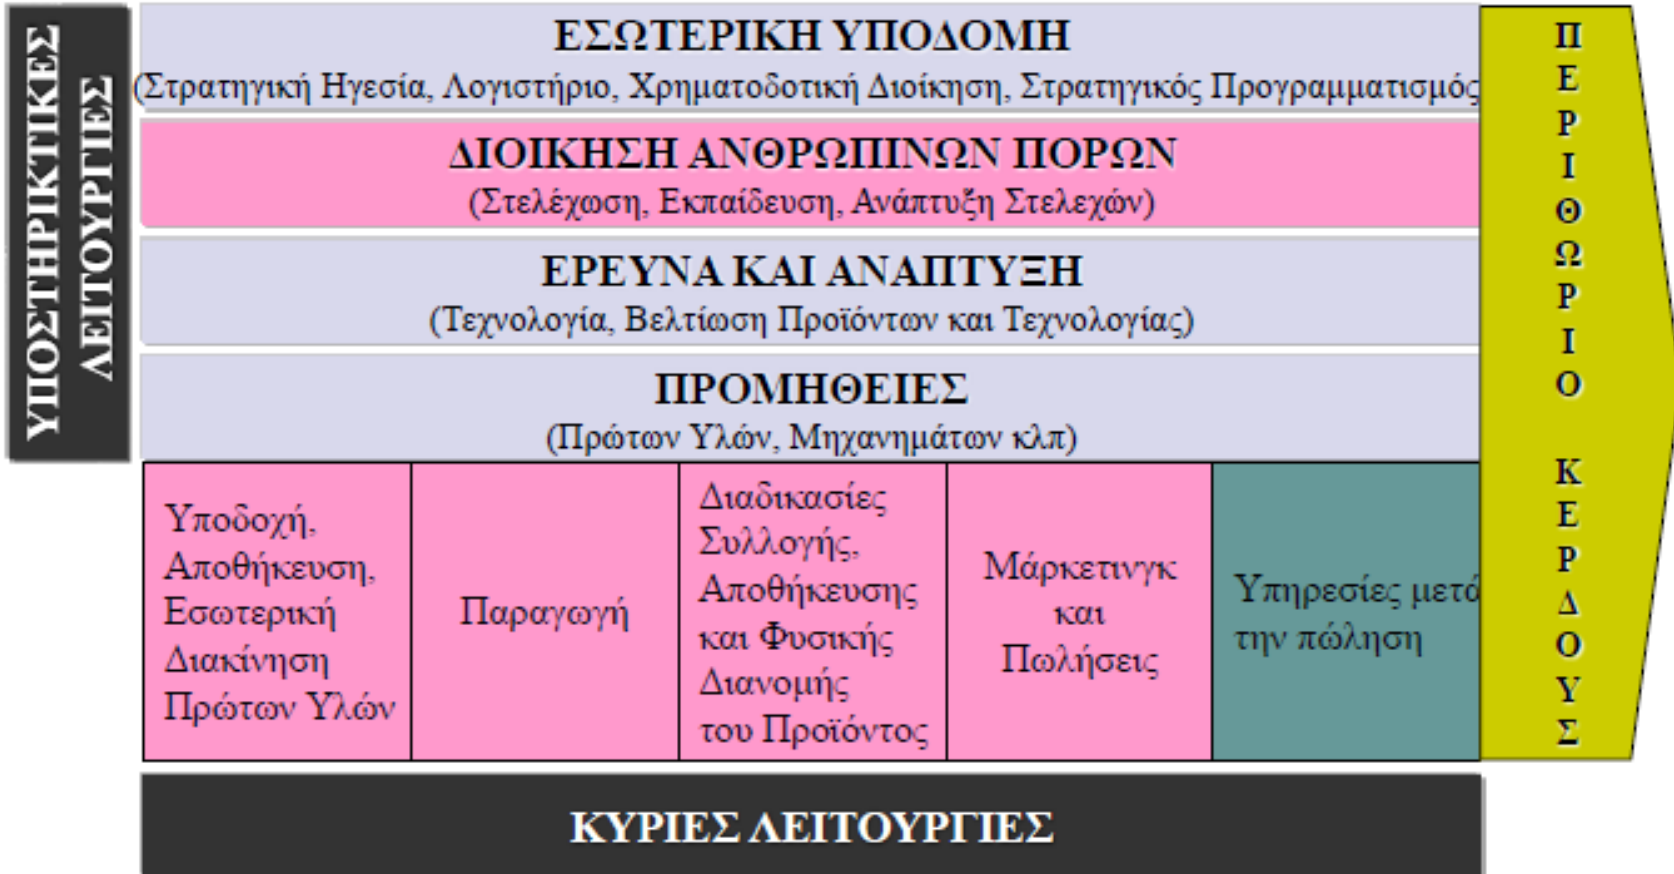 ΥΠΟΣΤΗΡΙΚΤΙΚΕΣ
ΛΕΙΤΟΥΡΓΙΕΣ
ΕΣΩΤΕΡΙΚΗ ΥΠΟΔΟΜΗ
(Στρατηγική Ηγεσία, Λογιστήριο, Χρηματοδοτική Διοίκηση, Στρατηγικός Προγραμματισμός
ΔΙΟΙΚΗΣΗ ΑΝΘΡΩΠΙΝΩΝ ΠΟΡΩΝ
(Στελέχωση, Εκπαίδευση, Ανάπτυξη Στελεχών)
ΕΡΕΥΝΑ ΚΑΙ ΑΝΑΠΤΥΞΗ
(Τεχνολογία, Βελτίωση Προϊόντων και Τεχνολογίας)
ΠΡΟΜΗΘΕΙΕΣ
(Πρώτων Υλών, Μηχανημάτων κλπ)
Υποδοχή,
Αποθήκευση,
Εσωτερική
Διακίνηση
Πρώτων Υλών
Παραγωγή
Διαδικασίες
Συλλογής,
Αποθήκευσης
και Φυσικής
Διανομής
του Προϊόντος
Μάρκετινγκ
και
Πωλήσεις
Υπηρεσίες μετά
την πώληση
ΚΥΡΙΕΣ ΛΕΙΤΟΥΡΓΙΕΣ
ΠΕΡΙΘΩΡΙΟ ΚΕΡΔΟΥΣ